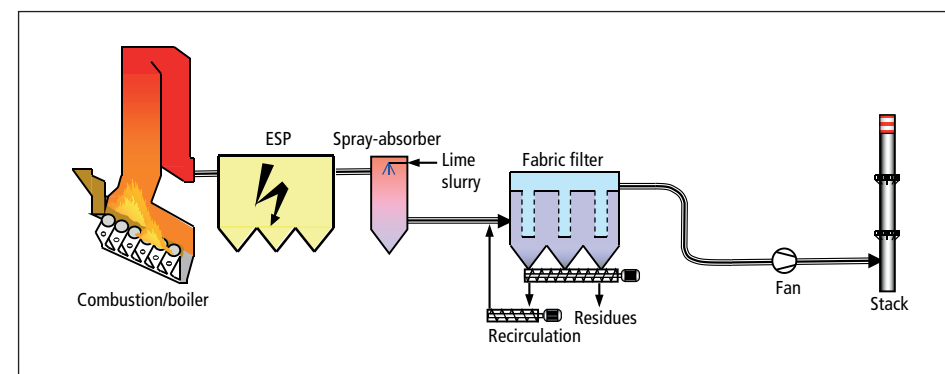 ESP
Spray-absorber
Lime
slurry
Fabric filter
Combustion/boiler
Recirculation
Residues
Fan
Stack